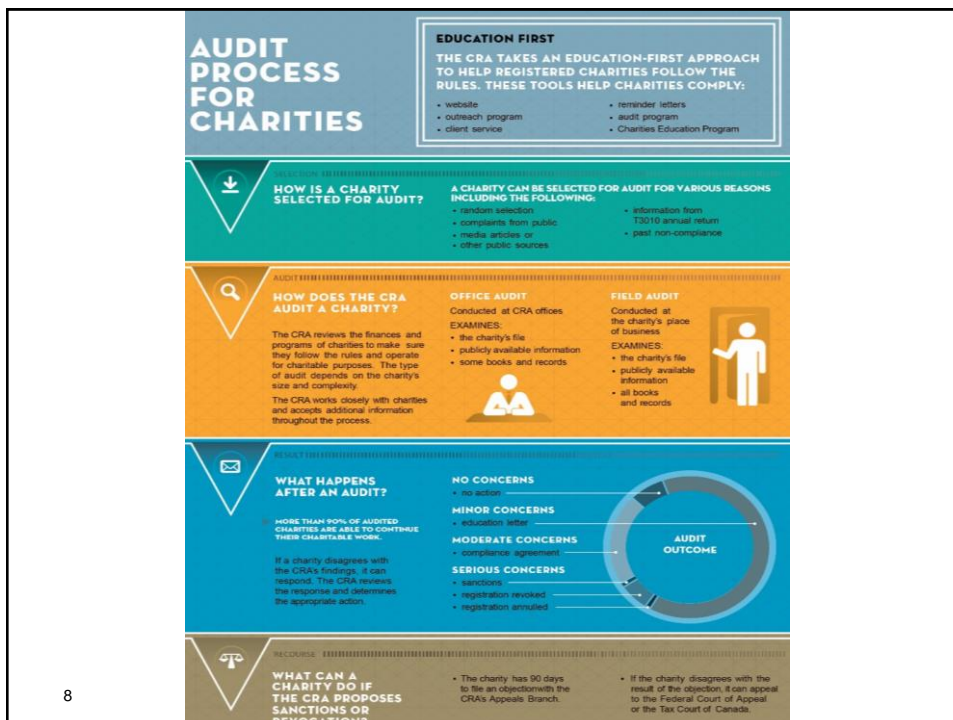 AUDIT
PROCESS
FOR
CHARITIES
EDUCATION FIRST
THE CRA TAKES AN EDUCATION-FIRST APPROACH
TO HELP REGISTERED CHARITIES FOLLOW THE
RULES. THESE TOOLS HELP CHARITIES COMPLY:
• website
• outreach program
• client service
• reminder letters
• audit program
• Charities Education Program
SELECTION
HOW IS A CHARITY
SELECTED FOR AUDIT?
A CHARITY CAN BE SELECTED FOR AUDIT FOR VARIOUS REASONS
INCLUDING THE FOLLOWING:
• random selection
• complaints from public
• media articles or
• other public sources
• information from
T3010 annual return
• past non-compliance
AUDIT
HOW DOES THE CRA
AUDIT A CHARITY?
The CRA reviews the finances and
programs of charities to make sure
they follow the rules and operate
for charitable purposes. The type
of audit depends on the charity's
size and complexity.
The CRA works closely with charities
and accepts additional information
throughout the process.
OFFICE AUDIT
Conducted at CRA offices
EXAMINES:
• the charity's file
• publicly available information
• some books and records
FIELD AUDIT
Conducted at
the charity's place
of business
EXAMINES:
• the charity's file
• publicly available
information
• all books
and records
RESULT
WHAT HAPPENS
AFTER AN AUDIT?
MORE THAN 90% OF AUDITED
CHARITIES ARE ABLE TO CONTINUE
THEIR CHARITABLE WORK.
If a charity disagrees with
the CRA's findings, it can
respond. The CRA reviews
the response and determines
the appropriate action.
NO CONCERNS
• no action
MINOR CONCERNS
• education letter
MODERATE CONCERNS
• compliance agreement
SERIOUS CONCERNS
• sanctions
• registration revoked
• registration annulled
AUDIT
OUTCOME
RECOURSE
WHAT CAN A
CHARITY DO IF
THE CRA PROPOSES
SANCTIONS OR
REVOCATION?
• The charity has 90 days
to file an objectionwith the
CRA's Appeals Branch.
• If the charity disagrees with the
result of the objection, it can appeal
to the Federal Court of Appeal
or the Tax Court of Canada.
8